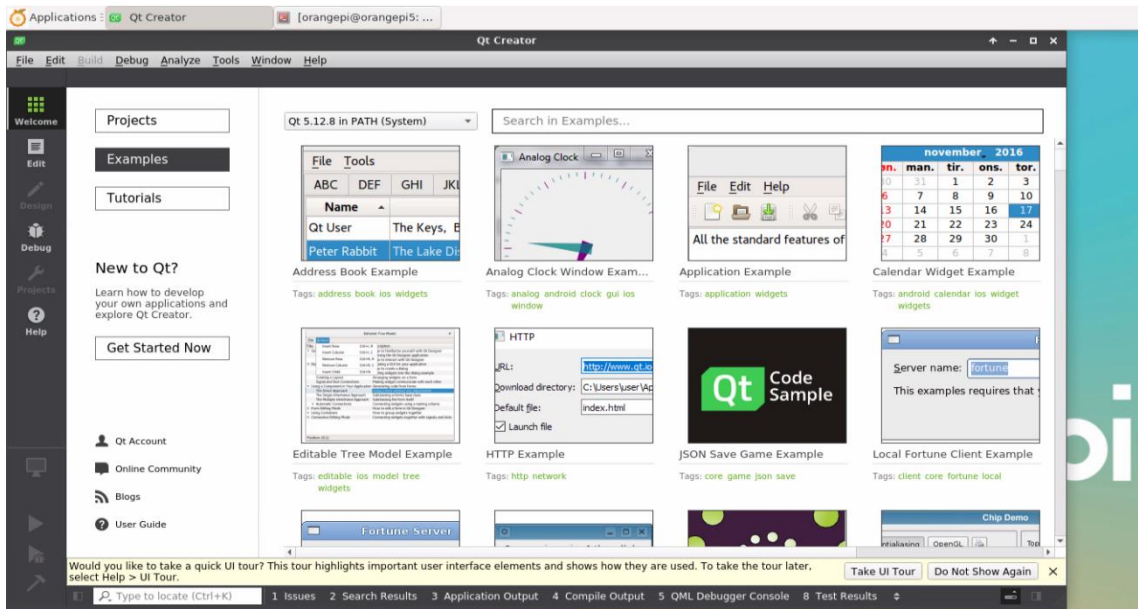 Applications
Qt Creator
[orangepi@orangepi5: ...
Qt Creator
File Edit Build Debug Analyze Tools Window Help
Welcome
Edit
Design
Debug
Projects
Help
Projects
Examples
Tutorials
New to Qt?
Learn how to develop
your own applications and
explore Qt Creator.
Get Started Now
Qt Account
Online Community
Blogs
User Guide
Qt 5.12.8 in PATH (System)
Search in Examples...
File Tools
ABC DEF GHI JKL
Name
Qt User The Keys, B
Peter Rabbit The Lake Dis
Address Book Example
Tags: address book ios widgets
Analog Clock
Analog Clock Window Exam...
Tags: analog android clock gui ios
window
File Edit Help
All the standard features of
Application Example
Tags: application widgets
november 2016
man. tir. ons. tor.
31 1 2 3
7 8 9 10
14 15 16 17
21 22 23 24
28 29 30 1
5 6 7 8
Calendar Widget Example
Tags: android calendar ios widget
widgets
Editable Tree Model Example
Tags: editable ios model tree
widgets
HTTP
URL: http://www.qt.io
Download directory: C:\Users\user\Ap
Default file: index.html
Launch file
HTTP Example
Tags: http network
Qt Code
Sample
JSON Save Game Example
Tags: core game json save
Server name: fortune
This examples requires that
Local Fortune Client Example
Tags: client core fortune local
Fortune Server
Chip Demo
OpenGL
Would you like to take a quick UI tour? This tour highlights important user interface elements and shows how they are used. To take the tour later,
select Help > UI Tour.
Take UI Tour
Do Not Show Again
Type to locate (Ctrl+K)
1 Issues 2 Search Results 3 Application Output 4 Compile Output 5 QML Debugger Console 8 Test Results
pi